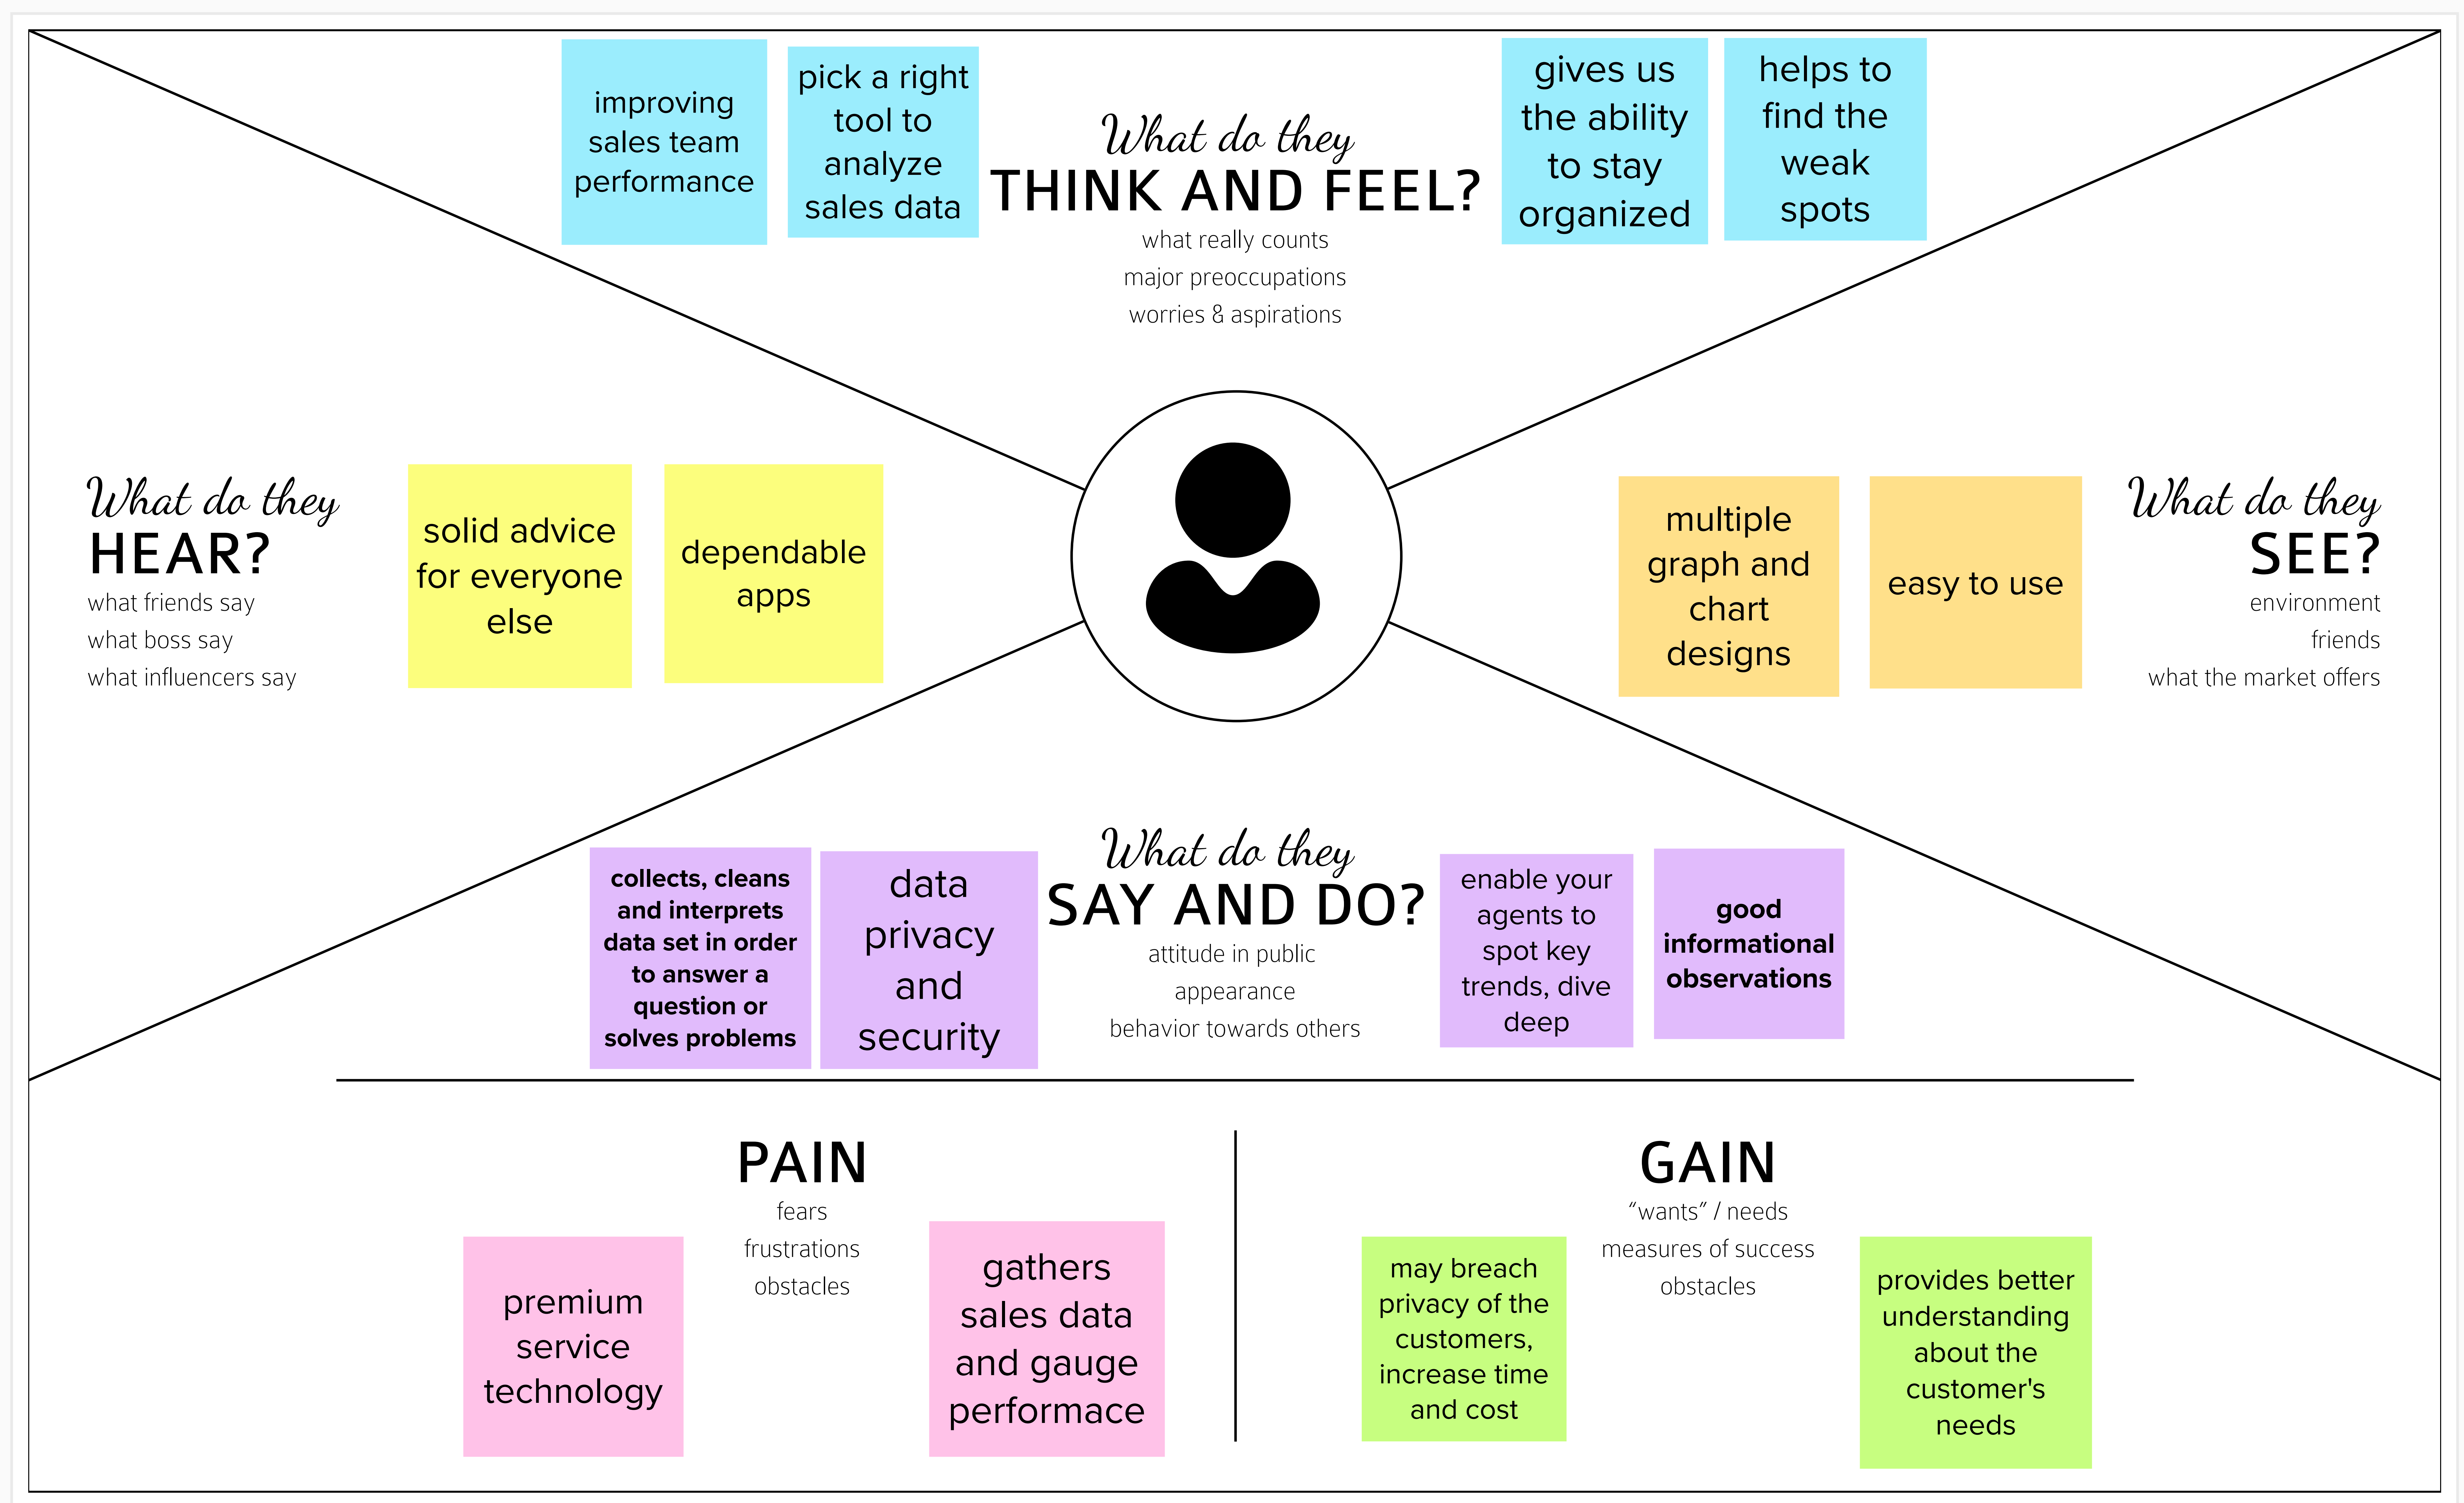 improving
sales team
performance
pick a right
tool to
analyze
sales data
What do they
THINK AND FEEL?
what really counts
major preoccupations
worries & aspirations
gives us
the ability
to stay
organized
helps to
find the
weak
spots
What do they
HEAR?
what friends say
what boss say
what influencers say
solid advice
for everyone
else
dependable
apps
multiple
graph and
chart
designs
easy to use
What do they
SEE?
environment
friends
what the market offers
collects, cleans
and interprets
data set in order
to answer a
question or
solves problems
data
privacy
and
security
What do they
SAY AND DO?
attitude in public
appearance
behavior towards others
enable your
agents to
spot key
trends, dive
deep
good
informational
observations
PAIN
fears
frustrations
obstacles
premium
service
technology
gathers
sales data
and gauge
performace
GAIN
“wants” / needs
measures of success
obstacles
may breach
privacy of the
customers,
increase time
and cost
provides better
understanding
about the
customer's
needs